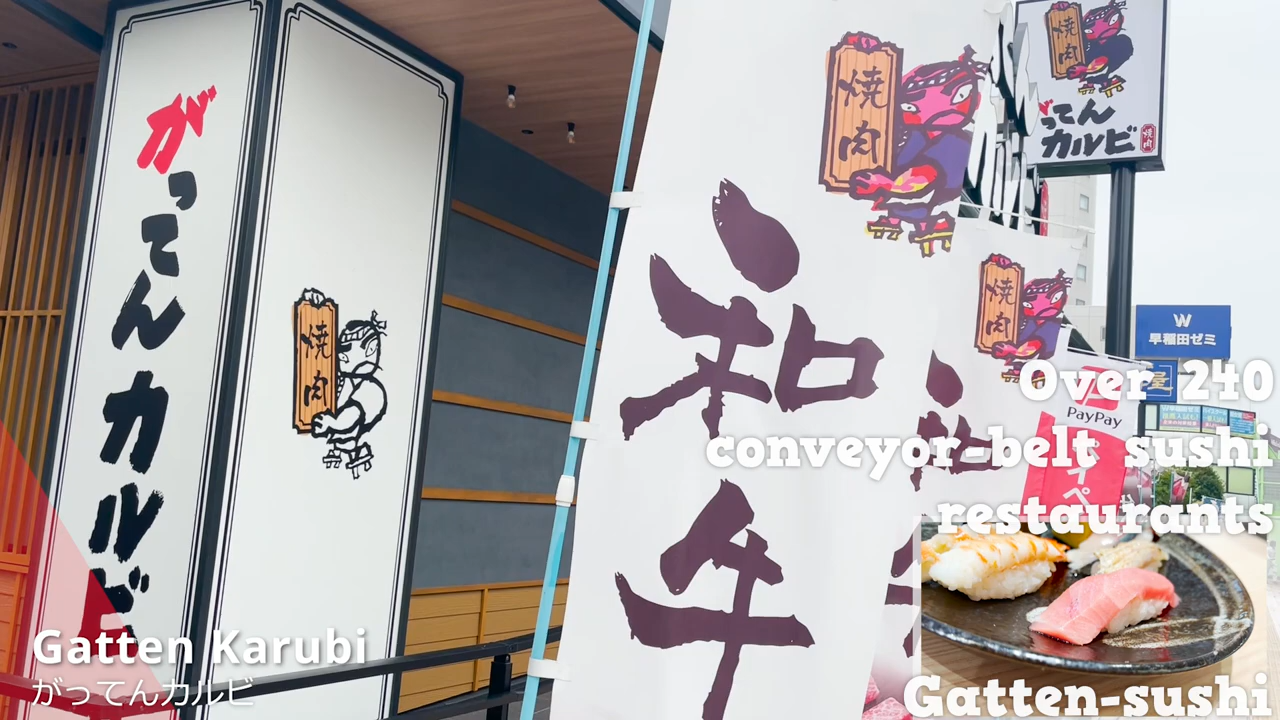 がってんカルビ
焼肉
焼肉
和牛
焼肉
焼肉
がってん
カルビ
焼肉
W
早稲田ゼミ
屋
PayPay
Over 240
conveyor-belt sushi
restaurants
Gatten-sushi
Gatten Karubi
がってんカルビ